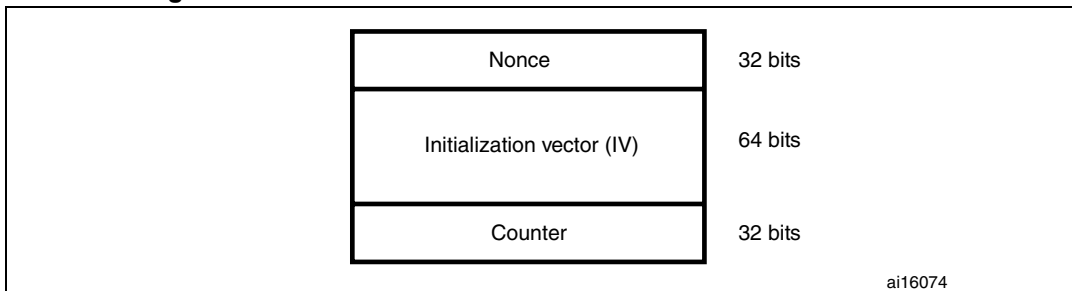 Nonce 32 bits
Initialization vector (IV) 64 bits
Counter 32 bits
ai16074